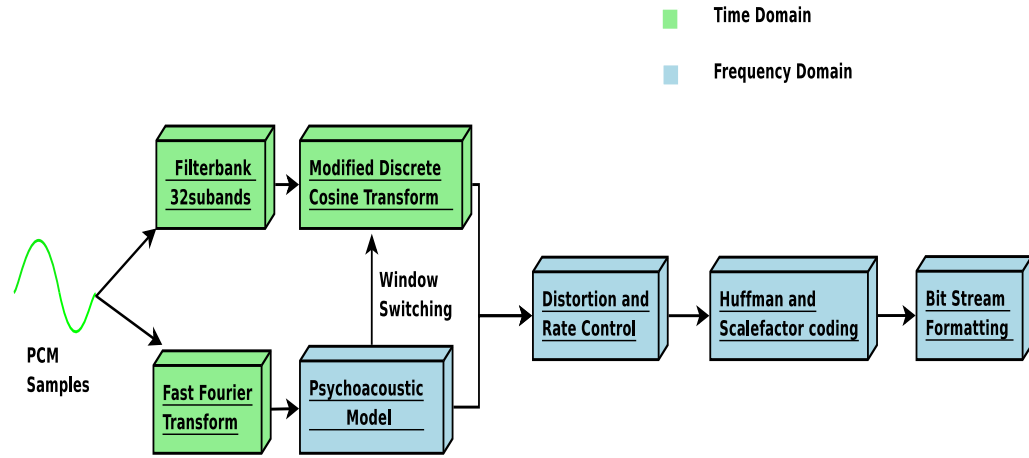 Time Domain
Frequency Domain
Filterbank
32subands
Modified Discrete
Cosine Transform
Window
Switching
PCM
Samples
Fast Fourier
Transform
Psychoacoustic
Model
Distortion and
Rate Control
Huffman and
Scalefactor coding
Bit Stream
Formatting